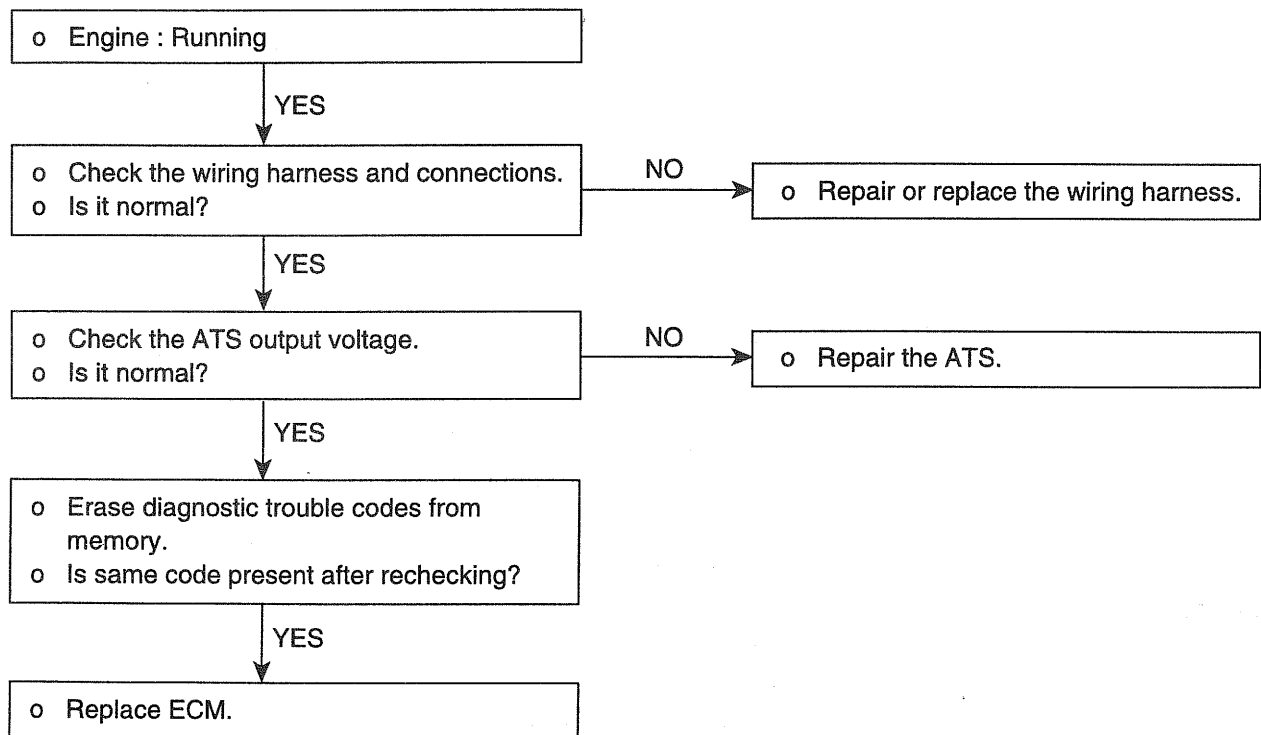 o Engine : Running
YES
o Check the wiring harness and connections.
o Is it normal?
NO
o Repair or replace the wiring harness.
YES
o Check the ATS output voltage.
o Is it normal?
NO
o Repair the ATS.
YES
o Erase diagnostic trouble codes from
memory.
o Is same code present after rechecking?
YES
o Replace ECM.